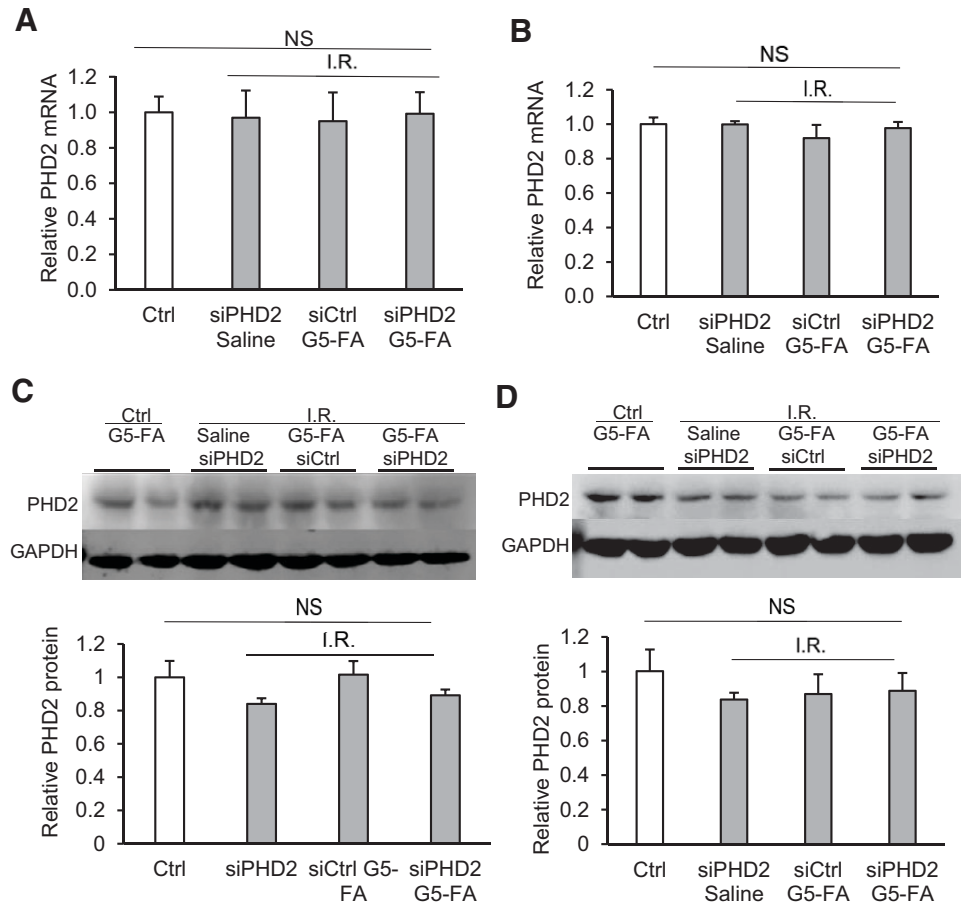 A
NS
I.R.
Relative PHD2 mRNA
1.2
1.0
0.8
0.6
0.4
0.2
0.0
Ctrl
siPHD2
Saline
siCtrl
G5-FA
siPHD2
G5-FA
B
NS
I.R.
Relative PHD2 mRNA
1.2
1.0
0.8
0.6
0.4
0.2
0.0
Ctrl
siPHD2
Saline
siCtrl
G5-FA
siPHD2
G5-FA
C
Ctrl
G5-FA
I.R.
Saline
siPHD2
G5-FA
siCtrl
G5-FA
siPHD2
PHD2
GAPDH
NS
I.R.
Relative PHD2 protein
1.2
1
0.8
0.6
0.4
0.2
0
Ctrl
siPHD2
siCtrl G5-
FA
siPHD2
G5-FA
D
Ctrl
G5-FA
I.R.
Saline
siPHD2
G5-FA
siCtrl
G5-FA
siPHD2
PHD2
GAPDH
NS
I.R.
Relative PHD2 protein
1.2
1
0.8
0.6
0.4
0.2
0
Ctrl
siPHD2
Saline
siCtrl
G5-FA
siPHD2
G5-FA